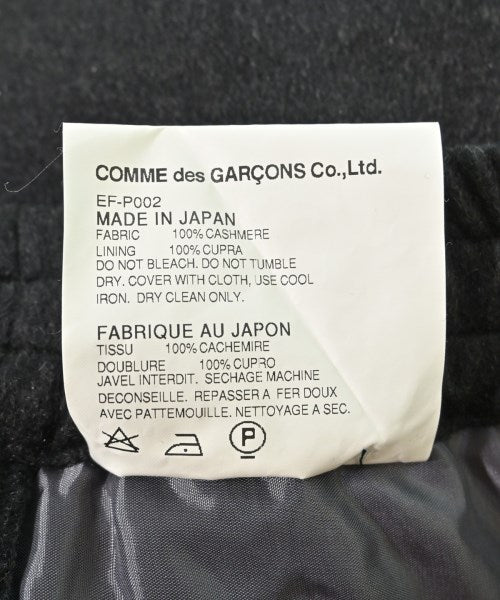 COMME des GARÇONS Co.,Ltd.
EF-P002
MADE IN JAPAN
FABRIC 100% CASHMERE
LINING 100% CUPRA
DO NOT BLEACH. DO NOT TUMBLE
DRY. COVER WITH CLOTH, USE COOL
IRON. DRY CLEAN ONLY.
FABRIQUE AU JAPON
TISSU 100% CACHEMIRE
DOUBLURE 100% CUPRO
JAVEL INTERDIT. SECHAGE MACHINE
DECONSEILLE. REPASSER A FER DOUX
AVEC PATTEMOUILLE. NETTOYAGE A SEC.
P